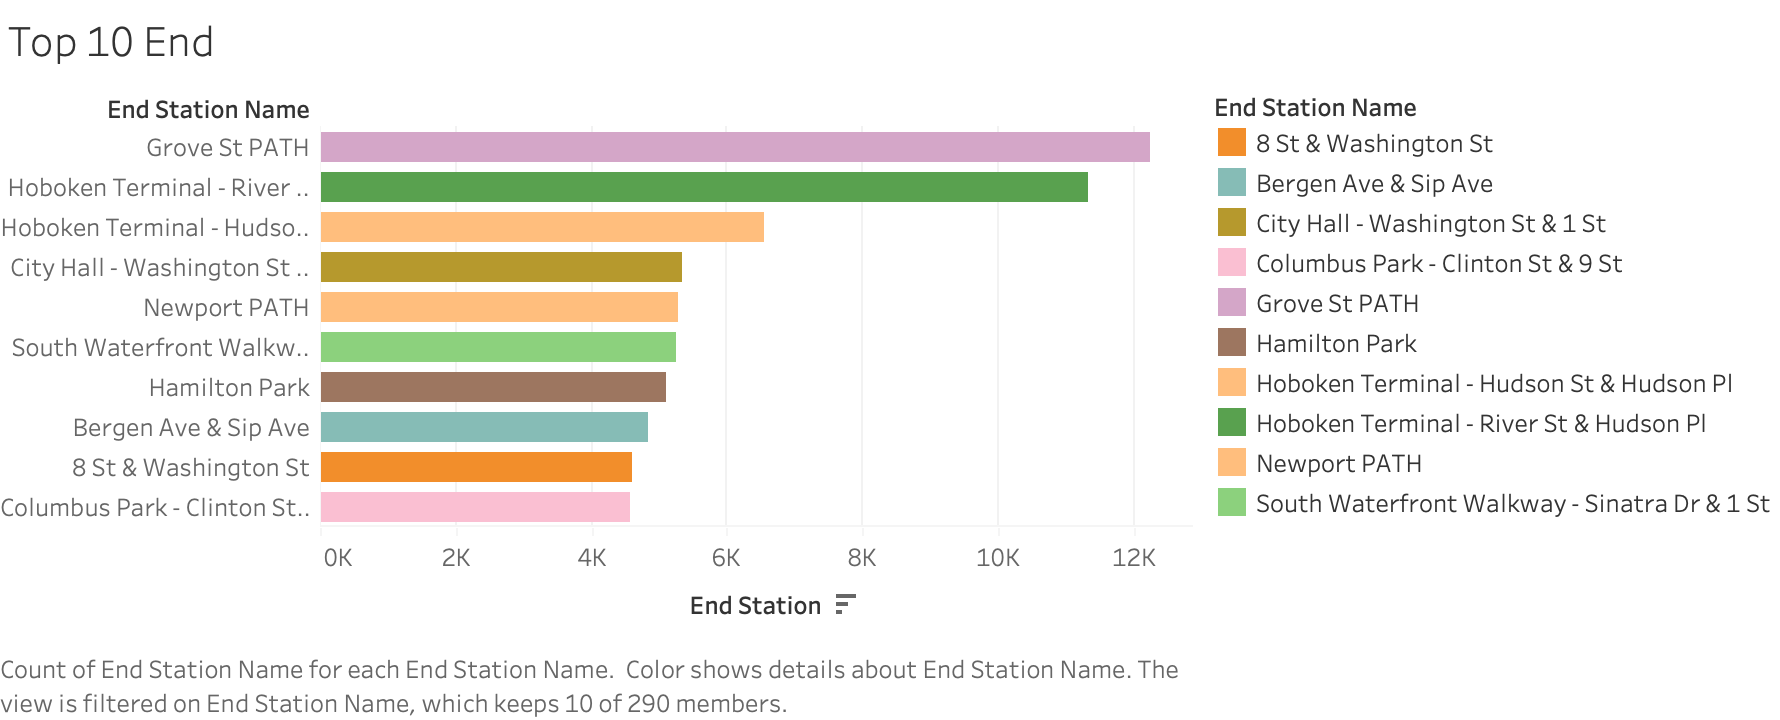 Top 10 End
End Station Name
Grove St PATH
Hoboken Terminal - River ..
Hoboken Terminal - Hudso..
City Hall - Washington St ..
Newport PATH
South Waterfront Walkw..
Hamilton Park
Bergen Ave & Sip Ave
8 St & Washington St
Columbus Park - Clinton St..
0K 2K 4K 6K 8K 10K 12K
End Station
End Station Name
8 St & Washington St
Bergen Ave & Sip Ave
City Hall - Washington St & 1 St
Columbus Park - Clinton St & 9 St
Grove St PATH
Hamilton Park
Hoboken Terminal - Hudson St & Hudson Pl
Hoboken Terminal - River St & Hudson Pl
Newport PATH
South Waterfront Walkway - Sinatra Dr & 1 St
Count of End Station Name for each End Station Name.  Color shows details about End Station Name. The
view is filtered on End Station Name, which keeps 10 of 290 members.